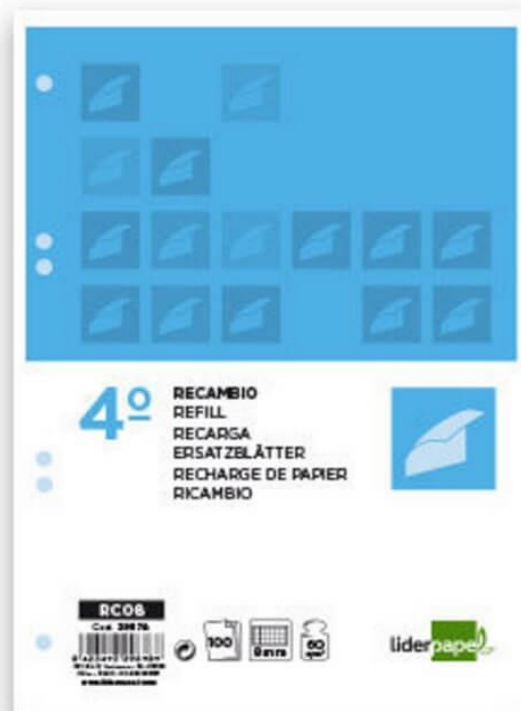 4º
RECAMBIO
REFILL
RECARGA
ERSATZBLÄTTER
RECHARGE DE PAPIER
RICAMBIO
RC08
100
8mm
60
liderpapel